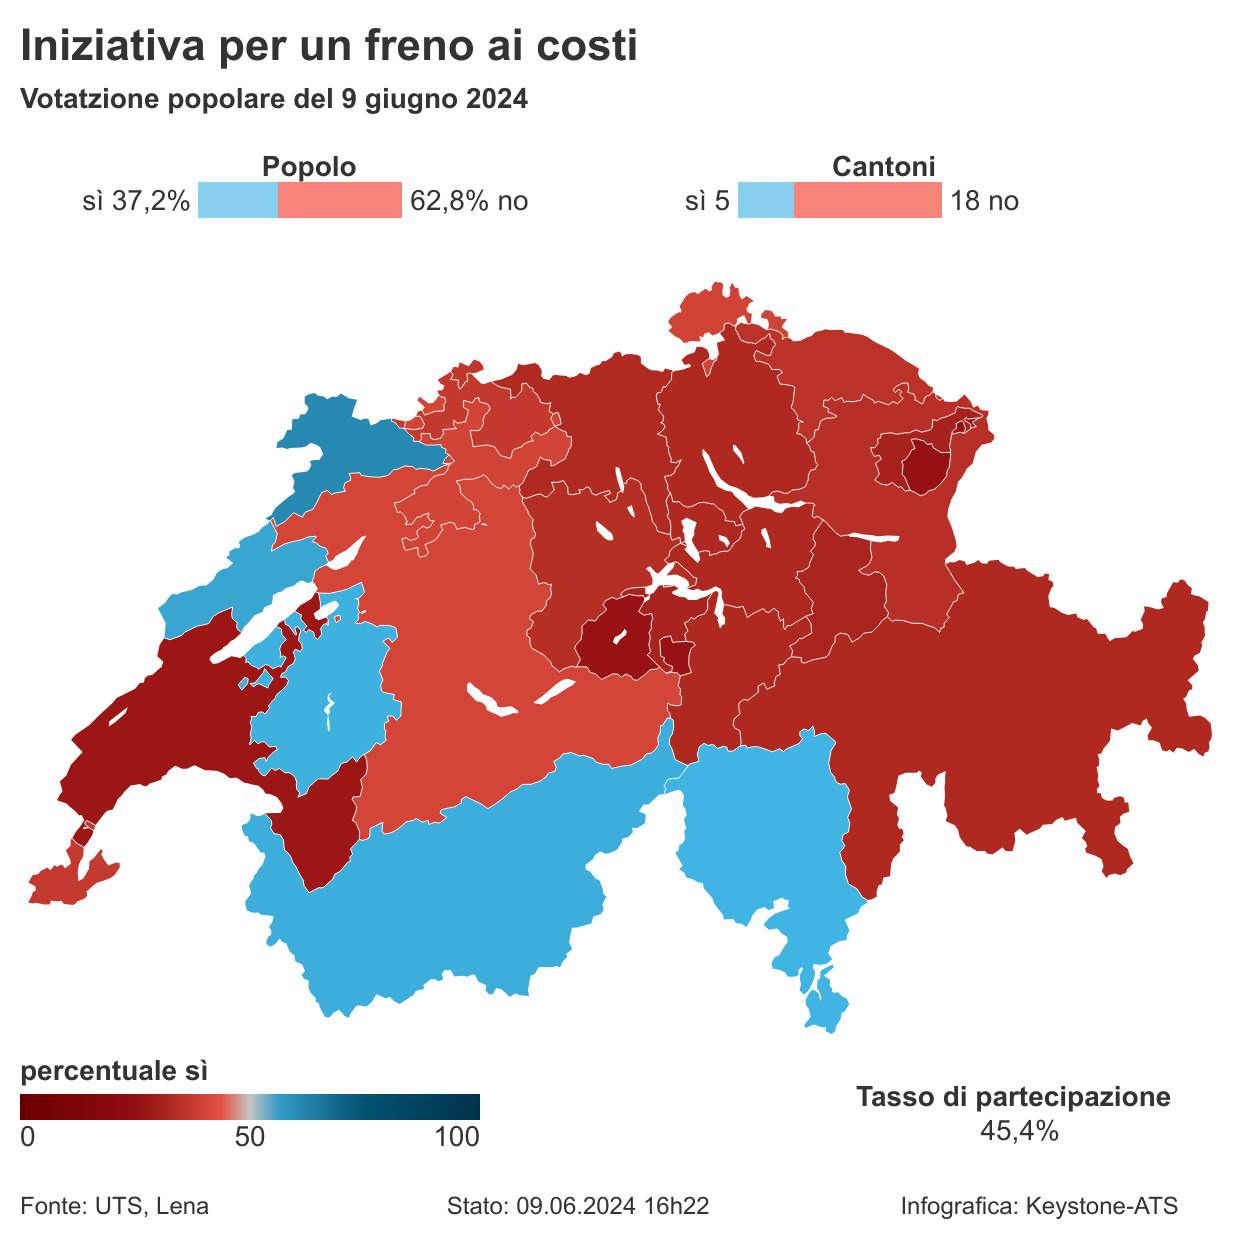 Iniziativa per un freno ai costi
Votatzione popolare del 9 giugno 2024
Popolo
sì 37,2% 62,8% no
Cantoni
sì 5 18 no
percentuale sì
0 50 100
Tasso di partecipazione
45,4%
Fonte: UTS, Lena Stato: 09.06.2024 16h22 Infografica: Keystone-ATS